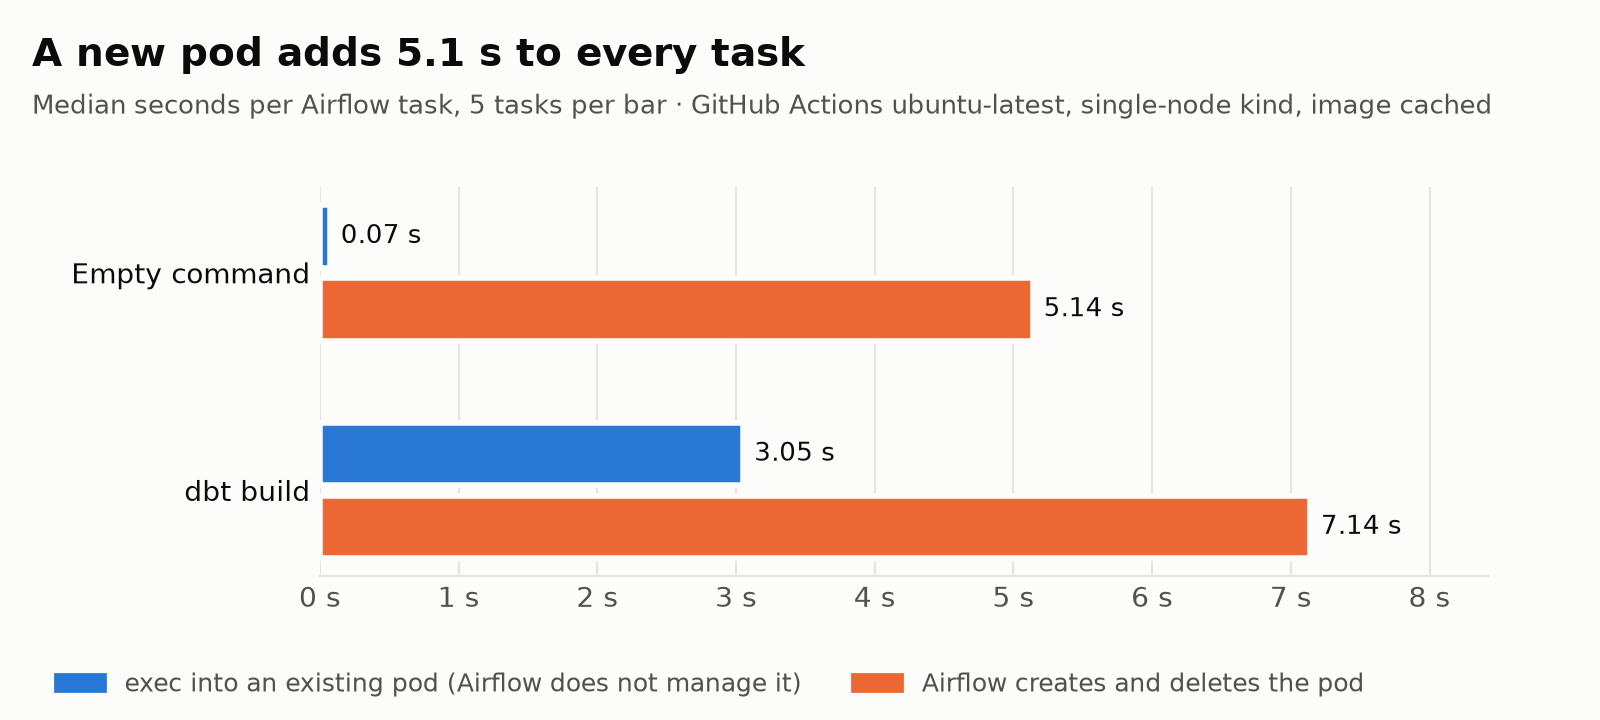 A new pod adds 5.1 s to every task
Median seconds per Airflow task, 5 tasks per bar · GitHub Actions ubuntu-latest, single-node kind, image cached
0.07 s
Empty command
5.14 s
3.05 s
dbt build
7.14 s
0 s 1 s 2 s 3 s 4 s 5 s 6 s 7 s 8 s
exec into an existing pod (Airflow does not manage it) Airflow creates and deletes the pod